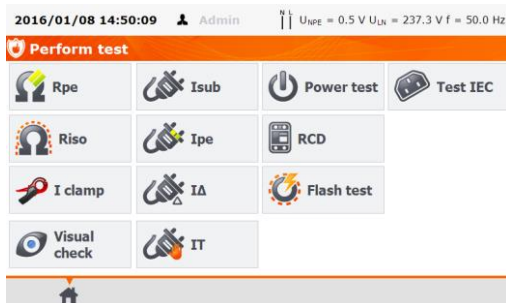 2016/01/08 14:50:09 Admin N L U_NPE = 0.5 V U_LN = 237.3 V f = 50.0 Hz
Perform test
Rpe Isub Power test Test IEC
Riso Ipe RCD
I clamp IΔ Flash test
Visual
check
IT